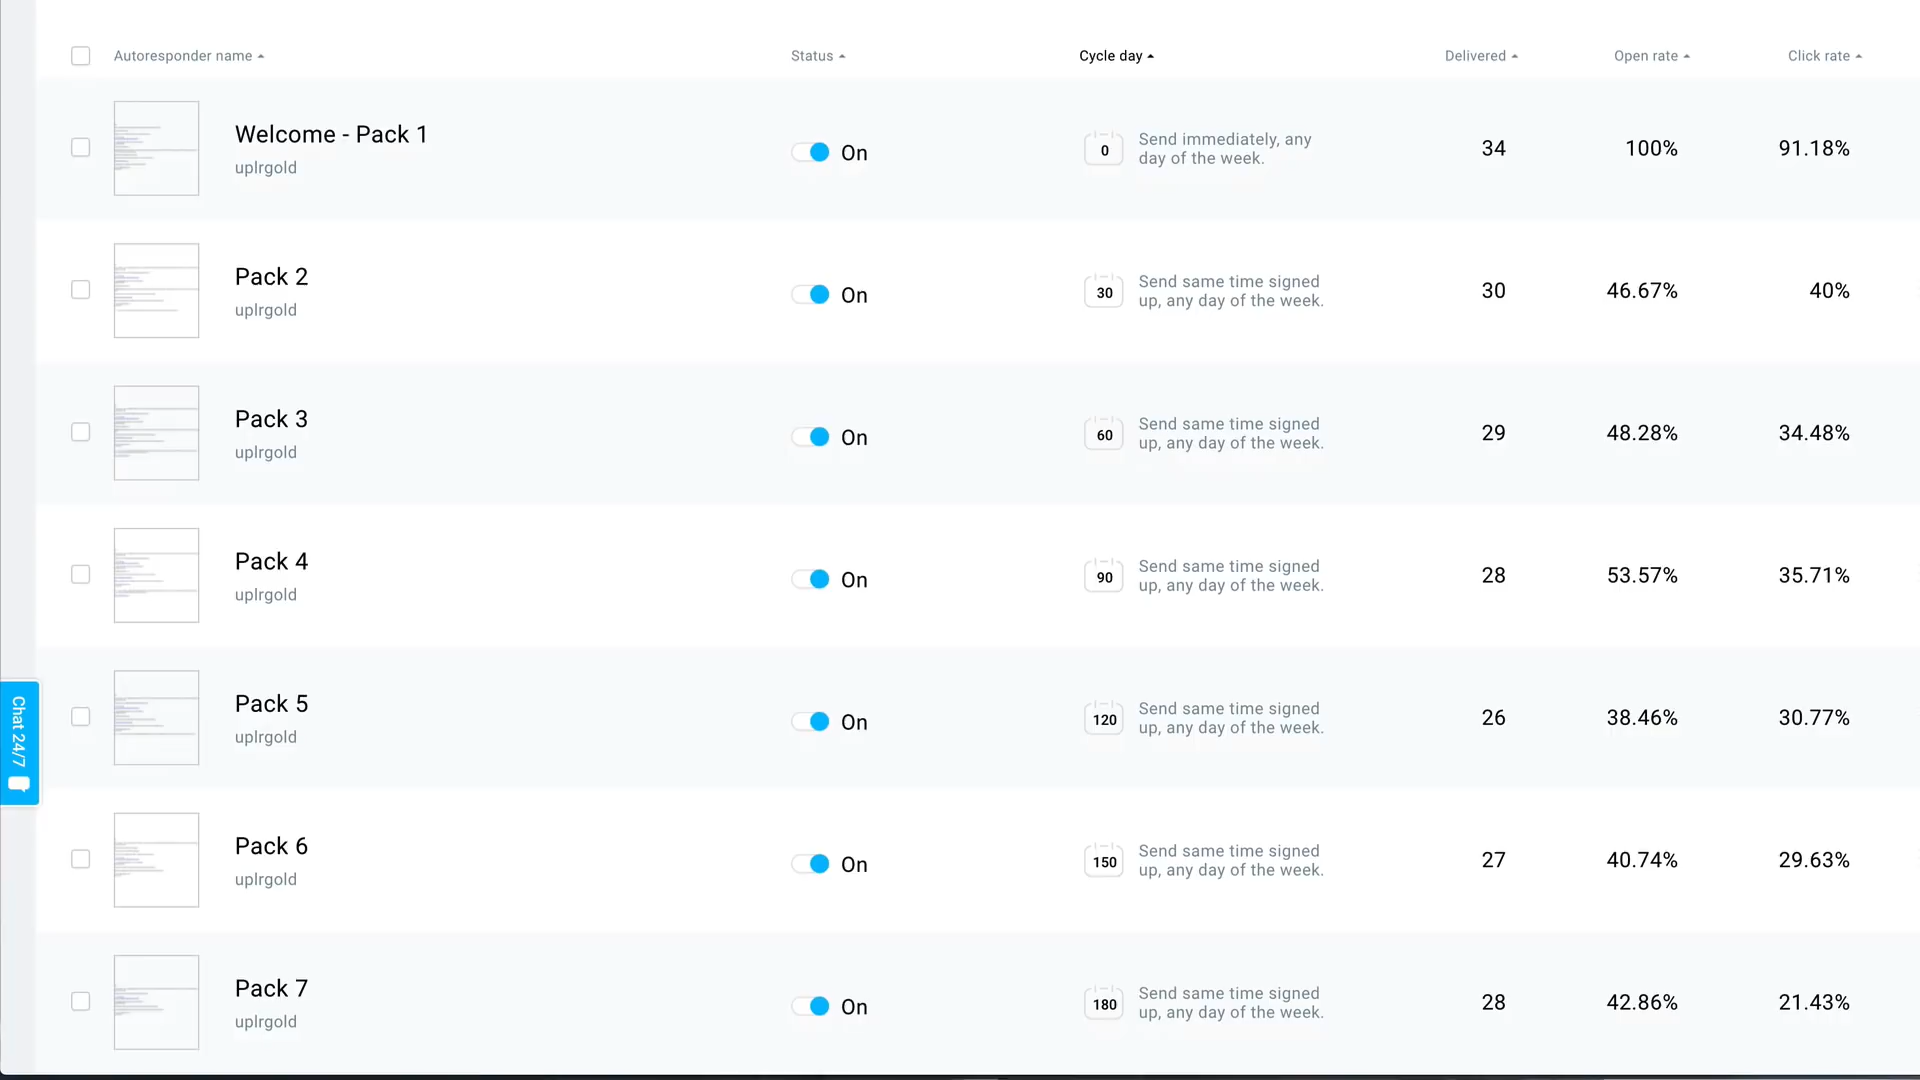 Autoresponder name Status Cycle day Delivered Open rate Click rate
Welcome - Pack 1
uplrgold
On
0
Send immediately, any
day of the week.
34
100%
91.18%
Pack 2
uplrgold
On
30
Send same time signed
up, any day of the week.
30
46.67%
40%
Pack 3
uplrgold
On
60
Send same time signed
up, any day of the week.
29
48.28%
34.48%
Pack 4
uplrgold
On
90
Send same time signed
up, any day of the week.
28
53.57%
35.71%
Pack 5
uplrgold
On
120
Send same time signed
up, any day of the week.
26
38.46%
30.77%
Pack 6
uplrgold
On
150
Send same time signed
up, any day of the week.
27
40.74%
29.63%
Pack 7
uplrgold
On
180
Send same time signed
up, any day of the week.
28
42.86%
21.43%
Chat 24/7